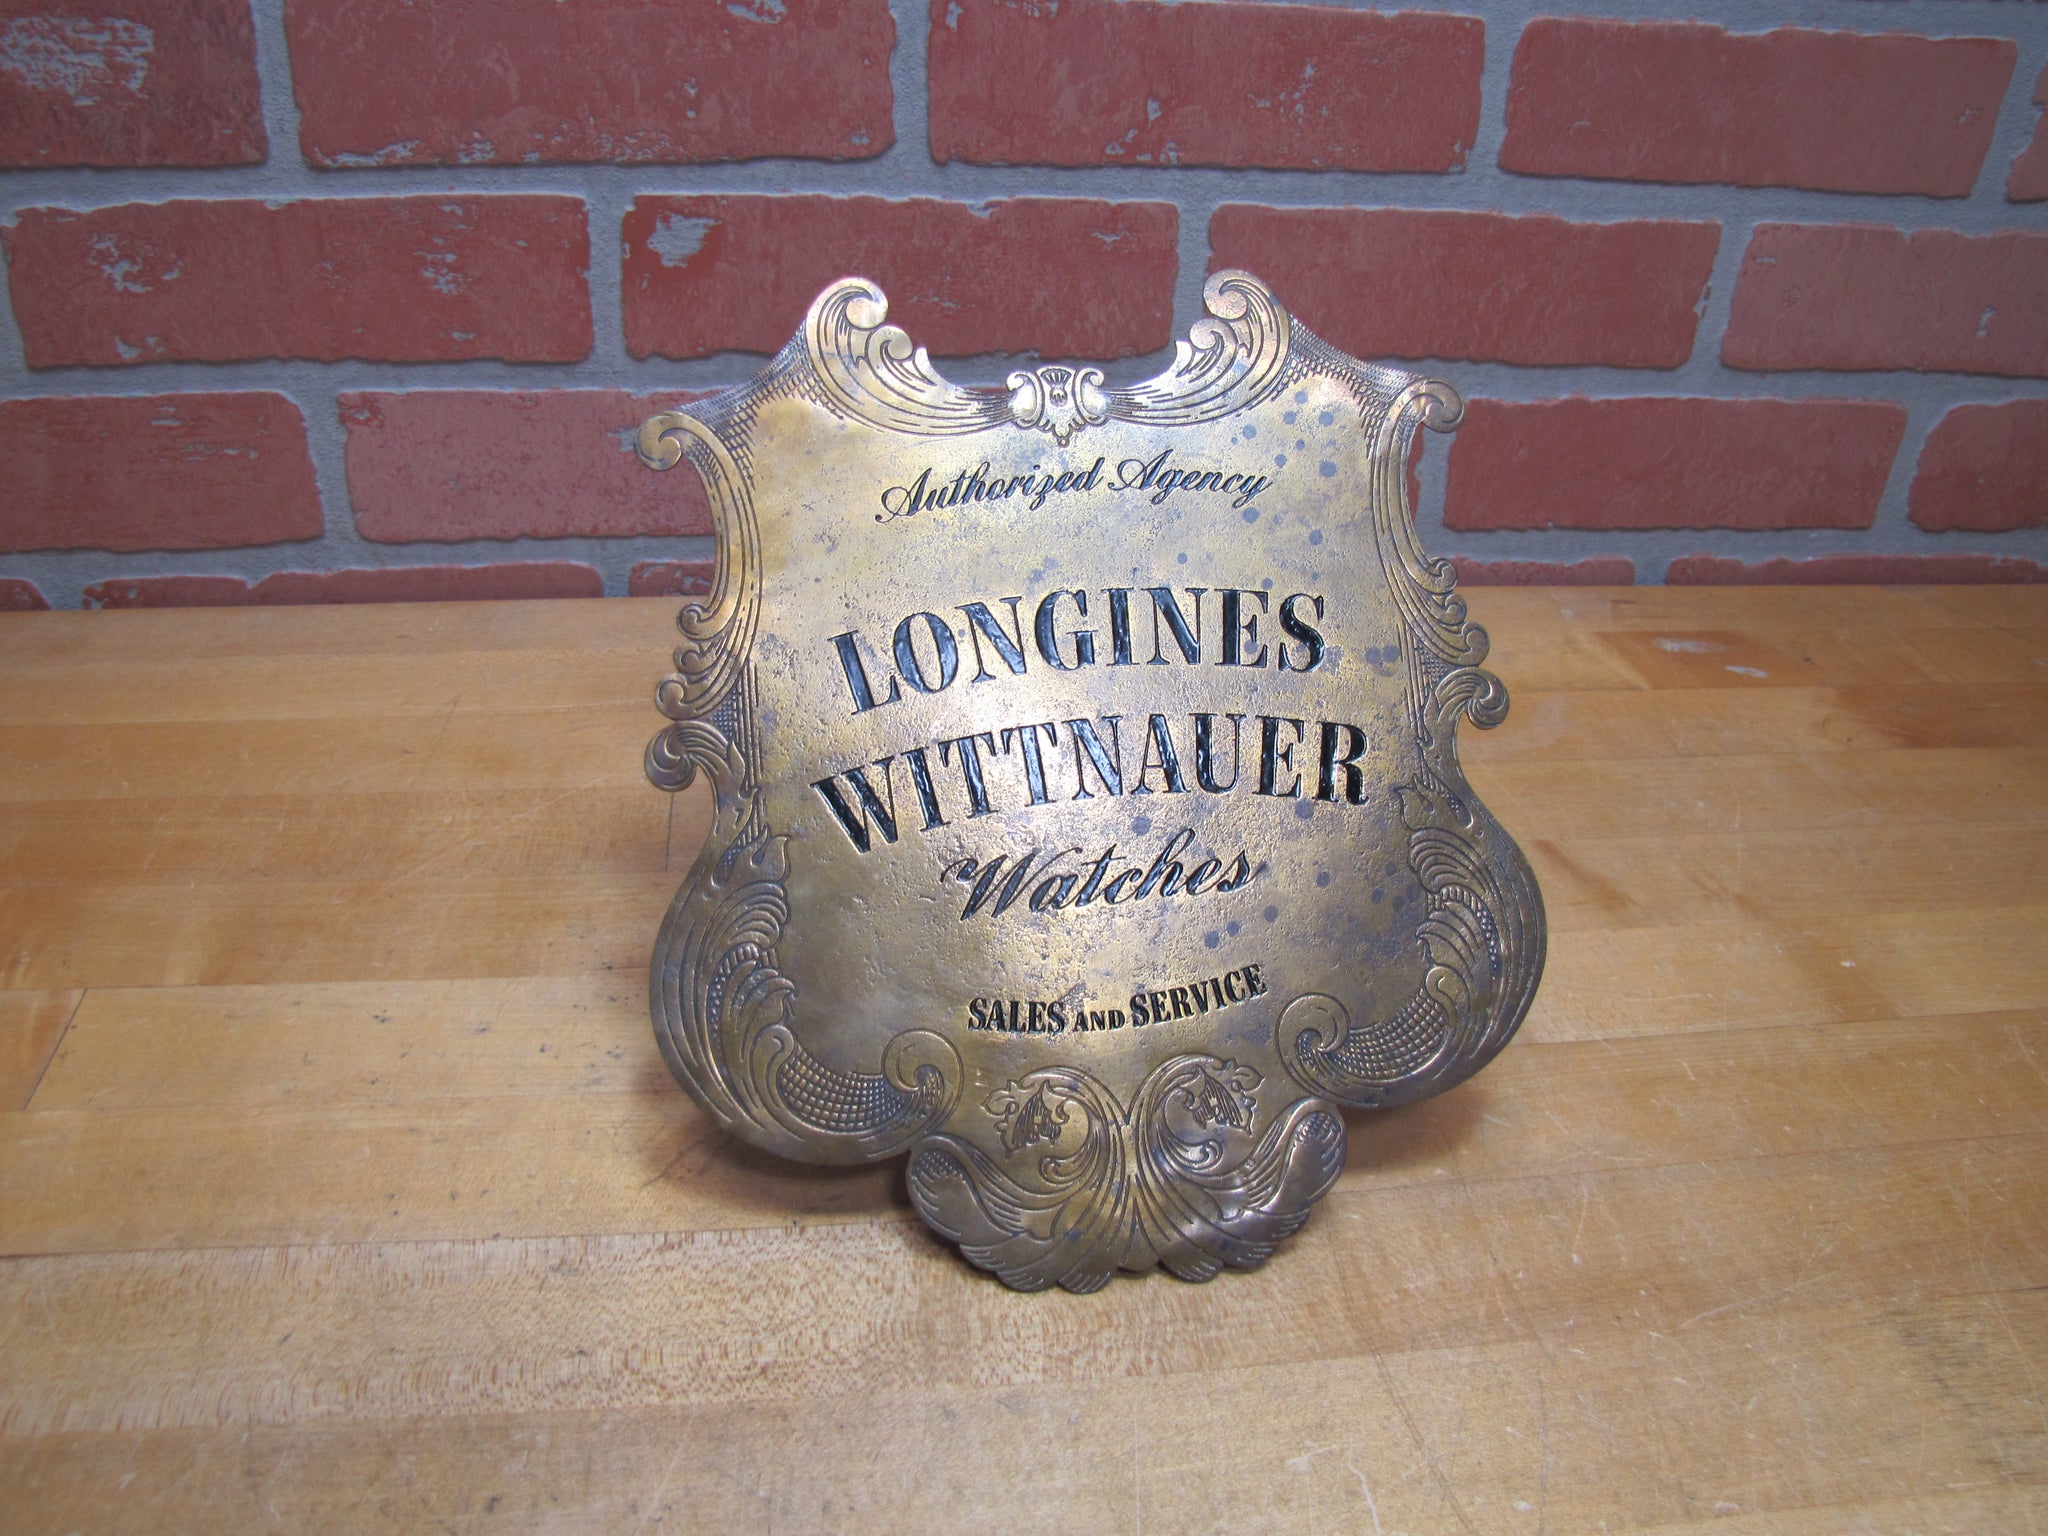 Authorized Agency
LONGINES
WITTNAUER
Watches
SALES AND SERVICE